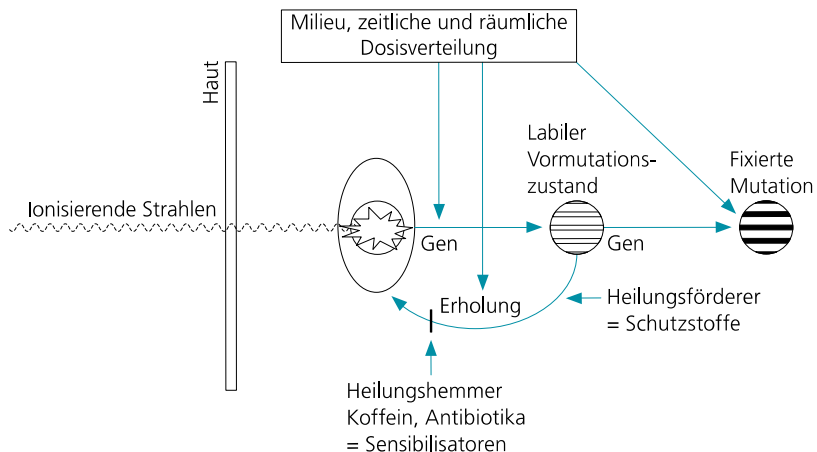 Milieu, zeitliche und räumliche
Dosisverteilung
Haut
Labiler
Vormutations-
zustand
Fixierte
Mutation
Ionisierende Strahlen
Gen
Gen
Erholung
Heilungsförderer
= Schutzstoffe
Heilungshemmer
Koffein, Antibiotika
= Sensibilisatoren